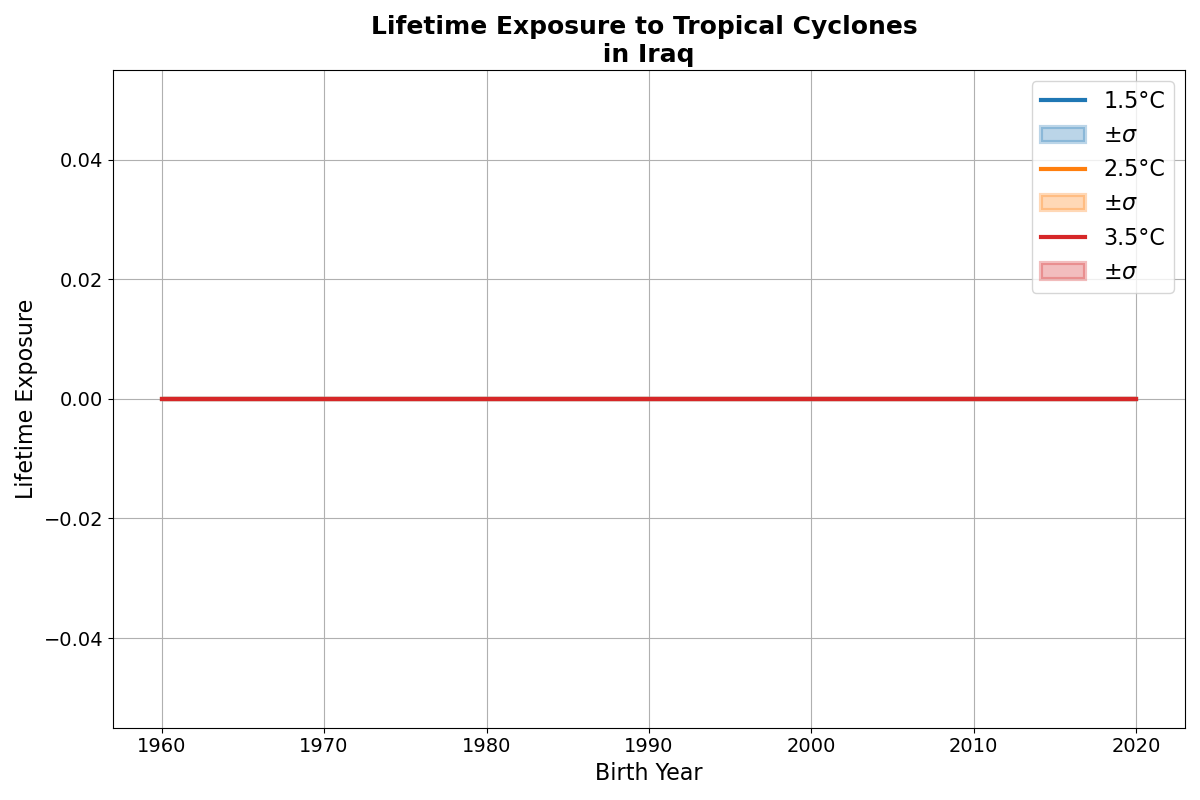 Lifetime Exposure to Tropical Cyclones
in Iraq
1.5°C
±σ
2.5°C
±σ
3.5°C
±σ
0.04
0.02
0.00
−0.02
−0.04
Lifetime Exposure
1960 1970 1980 1990 2000 2010 2020
Birth Year